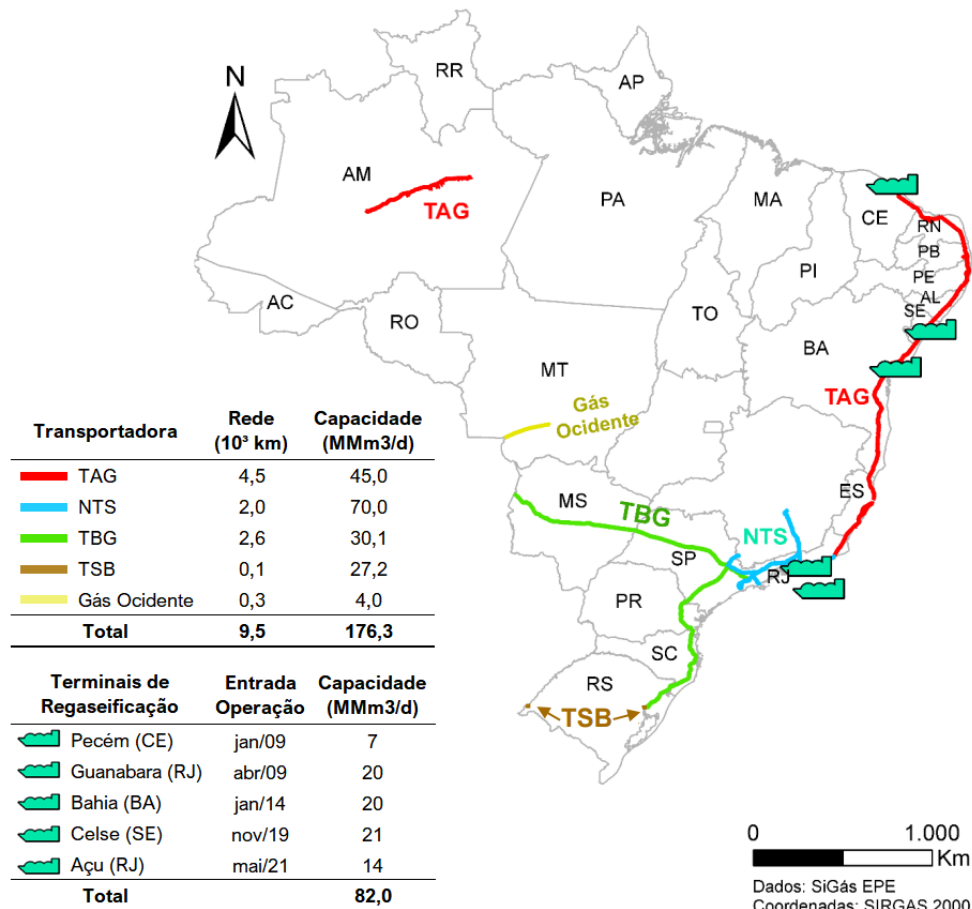 N
RR
AP
AM
TAG
PA
MA
CE
RN
PB
PE
AL
SE
PI
AC
RO
TO
BA
MT
Gás
Ocidente
TAG
ES
MS
TBG
NTS
SP
RJ
PR
SC
RS
TSB
Transportadora Rede (10³ km) Capacidade (MMm3/d)
TAG 4,5 45,0
NTS 2,0 70,0
TBG 2,6 30,1
TSB 0,1 27,2
Gás Ocidente 0,3 4,0
Total 9,5 176,3
Terminais de Regaseificação Entrada Operação Capacidade (MMm3/d)
Pecém (CE) jan/09 7
Guanabara (RJ) abr/09 20
Bahia (BA) jan/14 20
Celse (SE) nov/19 21
Açu (RJ) mai/21 14
Total 82,0
0 1.000
Km
Dados: SiGás EPE
Coordenadas: SIRGAS 2000